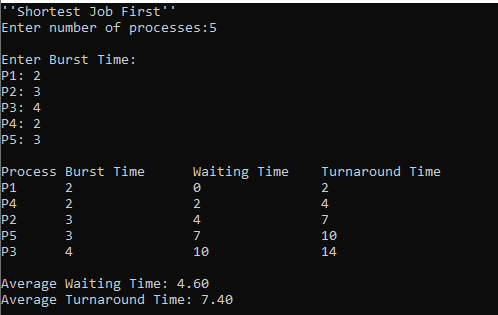 ''Shortest Job First''
Enter number of processes:5
Enter Burst Time:
P1: 2
P2: 3
P3: 4
P4: 2
P5: 3
Process Burst Time Waiting Time Turnaround Time
P1 2 0 2
P4 2 2 4
P2 3 4 7
P5 3 7 10
P3 4 10 14
Average Waiting Time: 4.60
Average Turnaround Time: 7.40